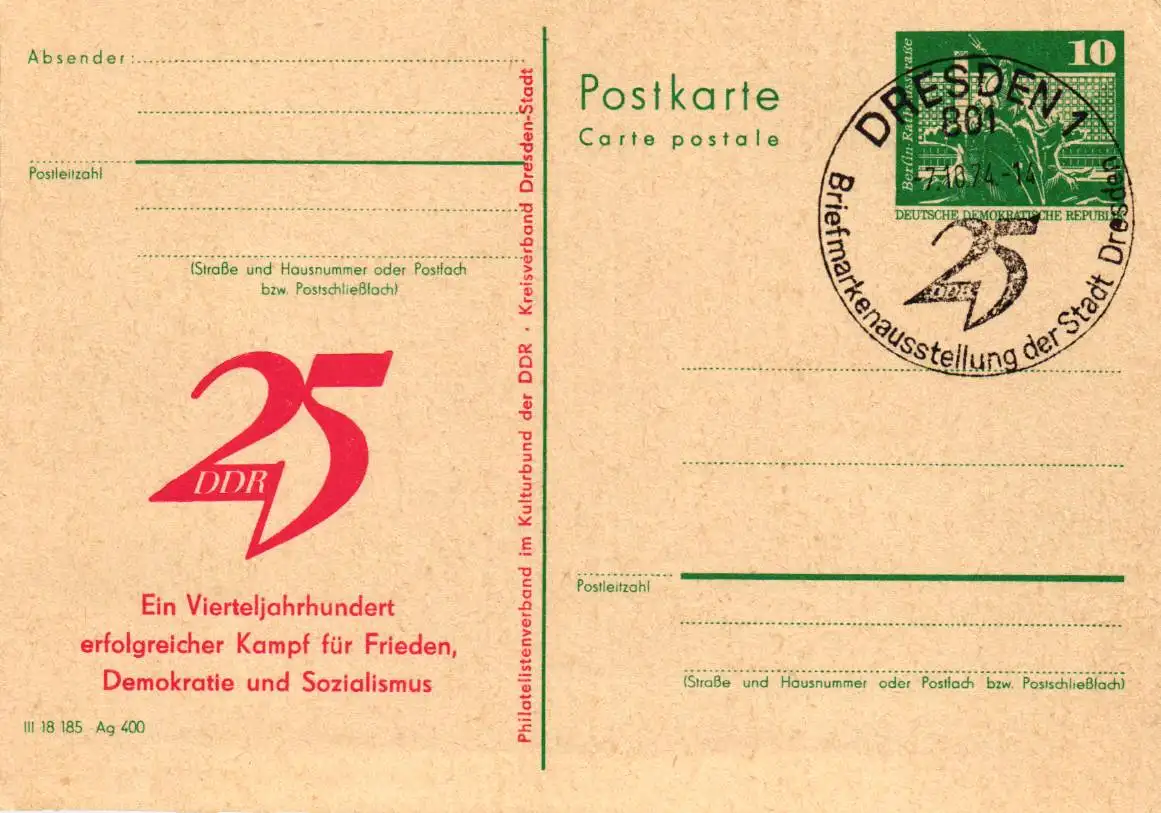 Absender:
Postleitzahl
(Straße und Hausnummer oder Postfach
bzw. Postschließfach)
25
DDR
Ein Vierteljahrhundert
erfolgreicher Kampf für Frieden,
Demokratie und Sozialismus
III 18 185 Ag 400
Philatelistenverband im Kulturbund der DDR · Kreisverband Dresden-Stadt
Postkarte
Carte postale
10
DEUTSCHE DEMOKRATISCHE REPUBLIK
DRESDEN 1
801
-7.10.74-14
25
DDR
Briefmarkenausstellung der Stadt Dresden
Postleitzahl
(Straße und Hausnummer oder Postfach bzw. Postschließfach)